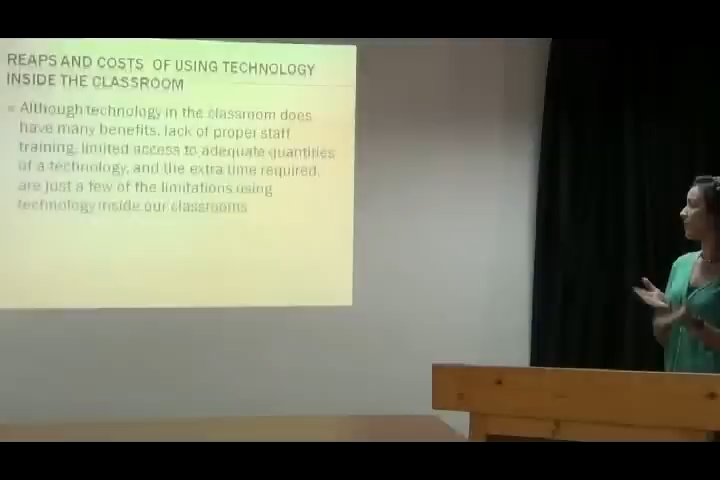 REAPS AND COSTS OF USING TECHNOLOGY
INSIDE THE CLASSROOM
Although technology in the classroom does
have many benefits, lack of proper staff
training, limited access to adequate quantities
of a technology, and the extra time required,
are just a few of the limitations using
technology inside our classrooms